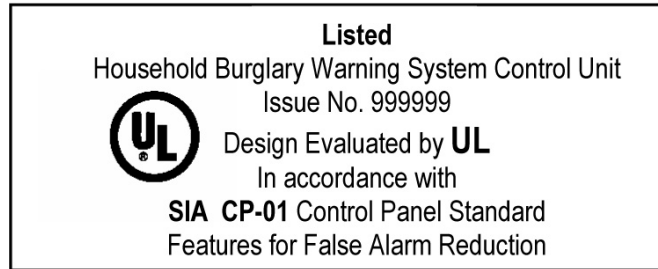 Listed
Household Burglary Warning System Control Unit
Issue No. 999999
UL
®
Design Evaluated by UL
In accordance with
SIA CP-01 Control Panel Standard
Features for False Alarm Reduction